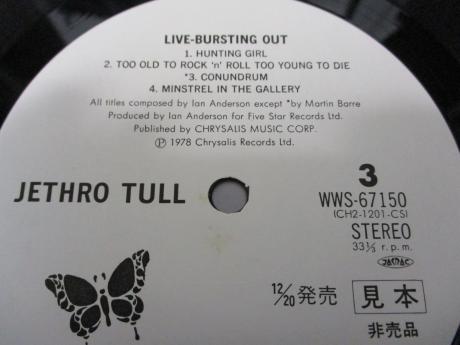 LIVE-BURSTING OUT
1. HUNTING GIRL
2. TOO OLD TO ROCK 'n' ROLL TOO YOUNG TO DIE
*3. CONUNDRUM
4. MINSTREL IN THE GALLERY
All titles composed by Ian Anderson except *by Martin Barre
Produced by Ian Anderson for Five Star Records Ltd.
Published by CHRYSALIS MUSIC CORP.
Ⓟ 1978 Chrysalis Records Ltd.
JETHRO TULL
3
WWS-67150
(CH2-1201-CS)
STEREO
33⅓ r.p.m.
JASRAC
12/20 発売
見本
非売品